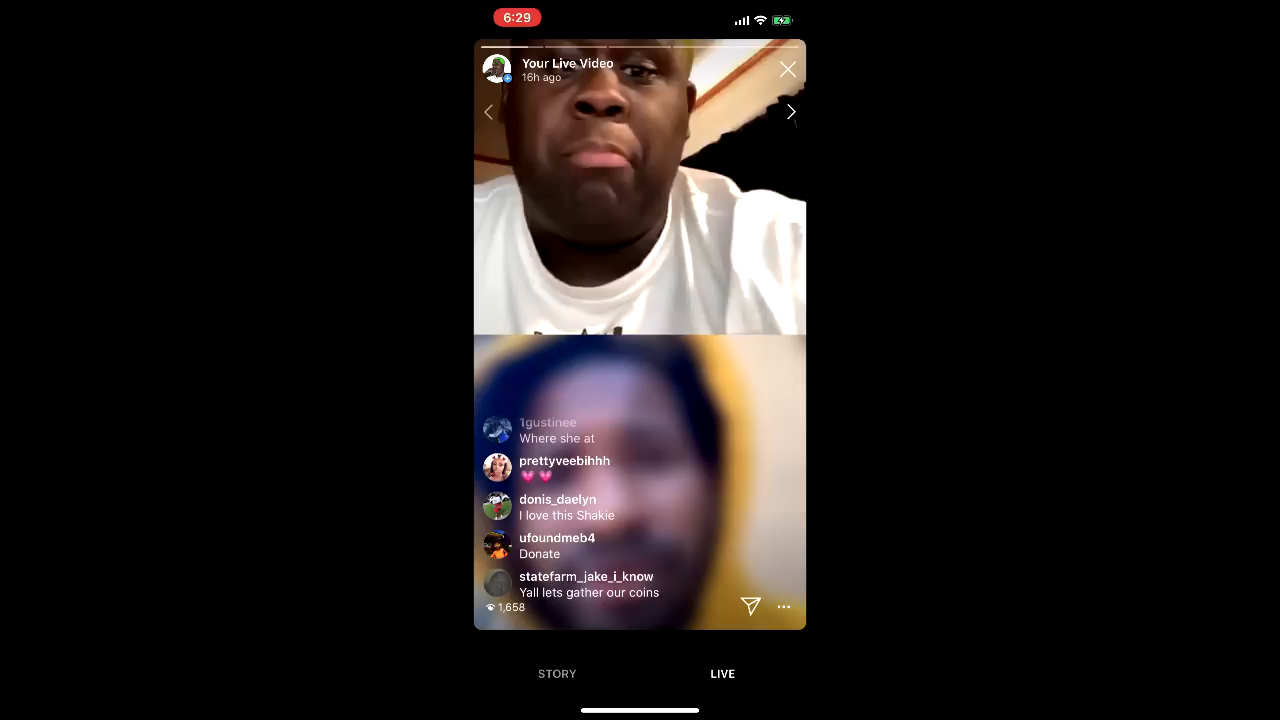 6:29
Your Live Video
16h ago
1gustinee
Where she at
prettyveebihhh
donis_daelyn
I love this Shakie
ufoundmeb4
Donate
statefarm_jake_i_know
Yall lets gather our coins
1,658
STORY
LIVE